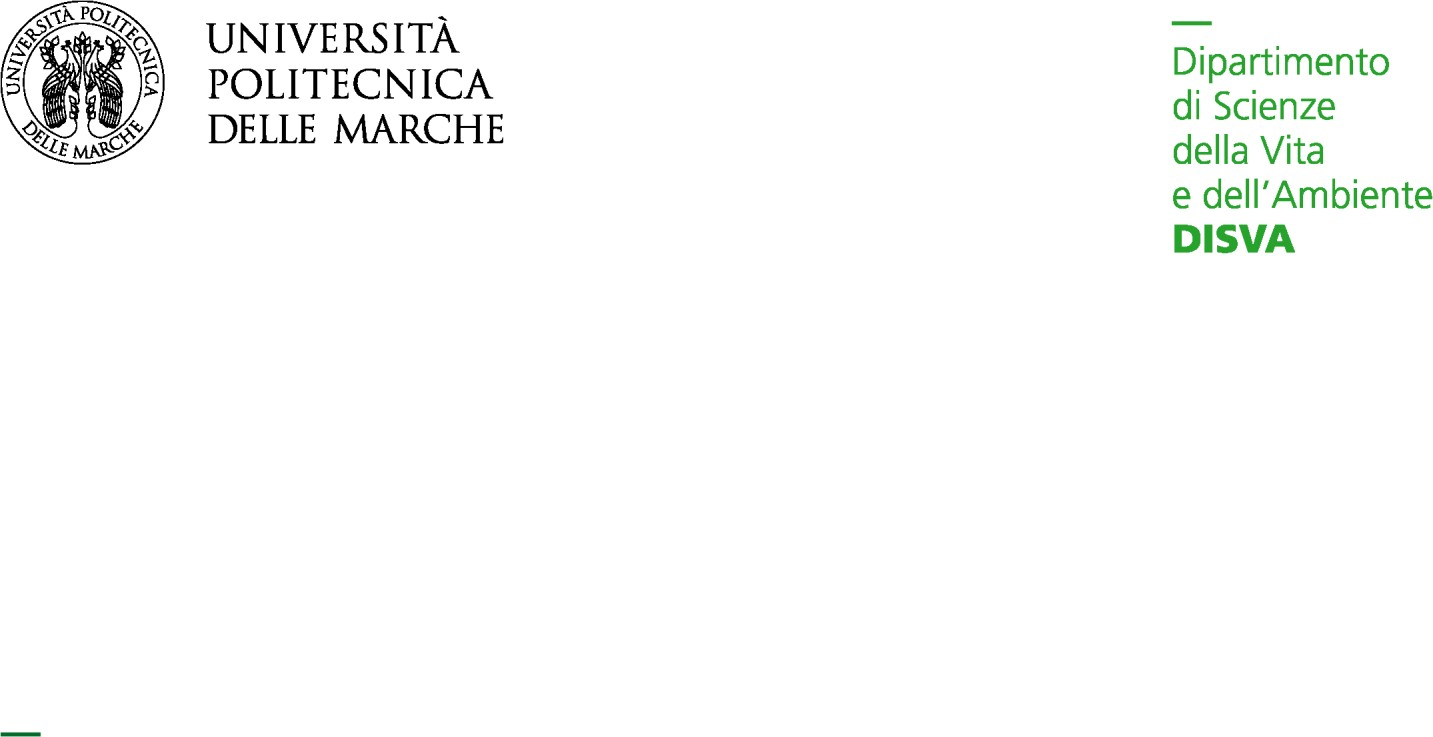 UNIVERSITÀ POLITECNICA
DELLE MARCHE
UNIVERSITÀ
POLITECNICA
DELLE MARCHE
Dipartimento
di Scienze
della Vita
e dell'Ambiente
DISVA